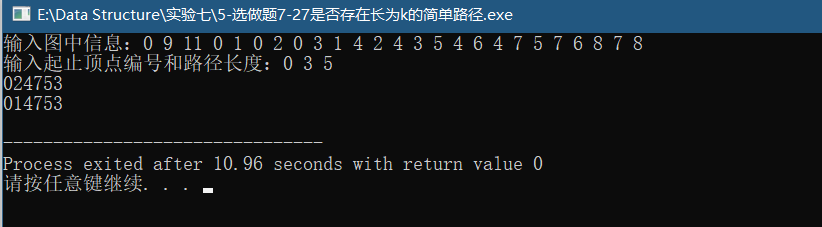 E:\Data Structure\实验七\5-选做题7-27是否存在长为k的简单路径.exe
输入图中信息：0 9 11 0 1 0 2 0 3 1 4 2 4 3 5 4 6 4 7 5 7 6 8 7 8
输入起止顶点编号和路径长度：0 3 5
024753
014753
--------------------------------
Process exited after 10.96 seconds with return value 0
请按任意键继续. . .